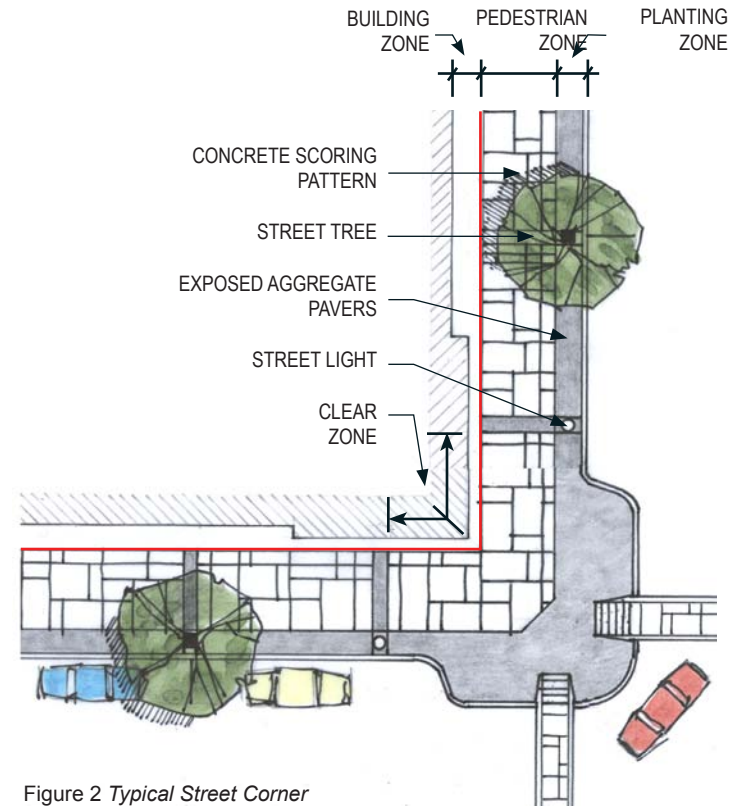 BUILDING
ZONE
PEDESTRIAN
ZONE
PLANTING
ZONE
CONCRETE SCORING
PATTERN
STREET TREE
EXPOSED AGGREGATE
PAVERS
STREET LIGHT
CLEAR
ZONE
Figure 2 Typical Street Corner